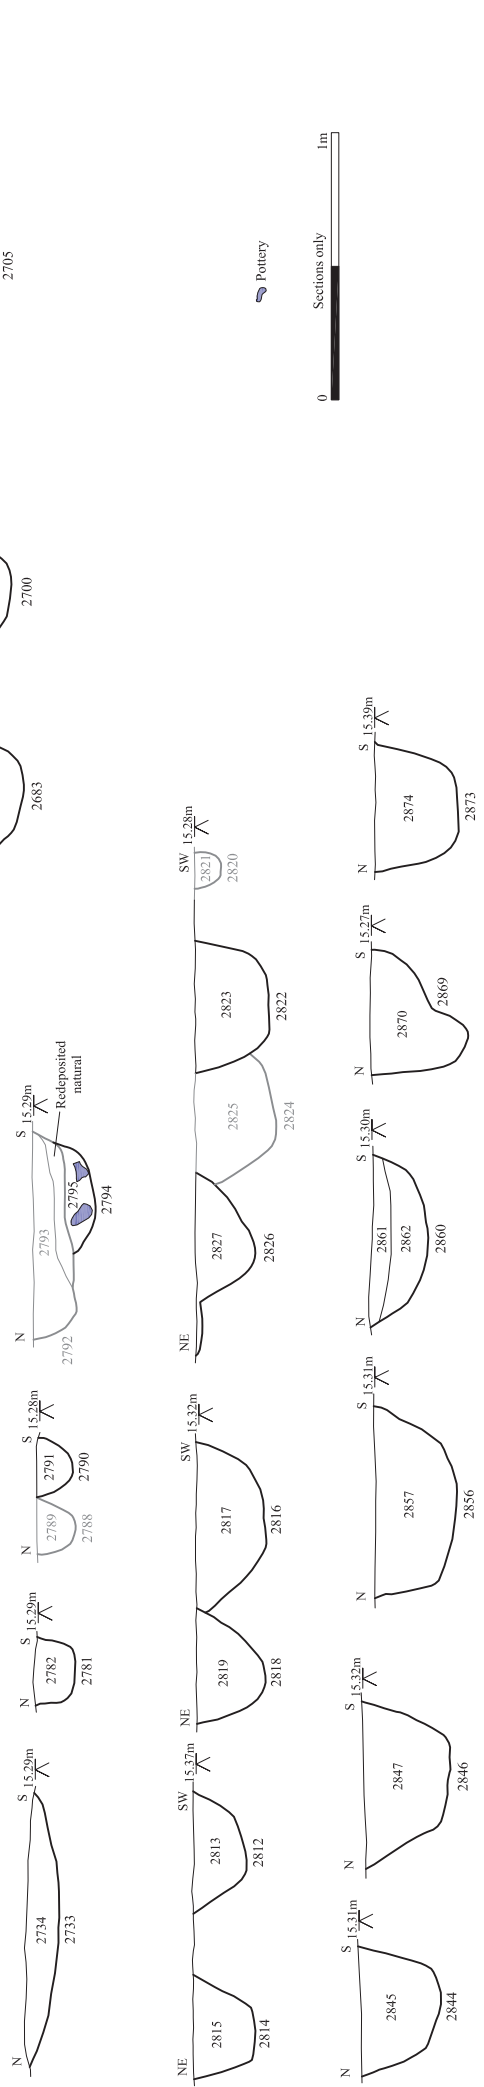 2683
2700
2705
N
S
15.29m
2734
2733
N
S
15.29m
2782
2781
N
S
15.28m
2789
2788
2791
2790
N
S
15.29m
2792
2793
2795
2794
Redeposited
natural
NE
SW
15.37m
2815
2814
2813
2812
NE
SW
15.32m
2819
2818
2817
2816
NE
SW
15.28m
2827
2826
2825
2824
2823
2822
2821
2820
Pottery
0
Sections only
1m
N
S
15.31m
2845
2844
N
S
15.32m
2847
2846
N
S
15.31m
2857
2856
N
S
15.30m
2861
2862
2860
N
S
15.27m
2870
2869
N
S
15.39m
2874
2873